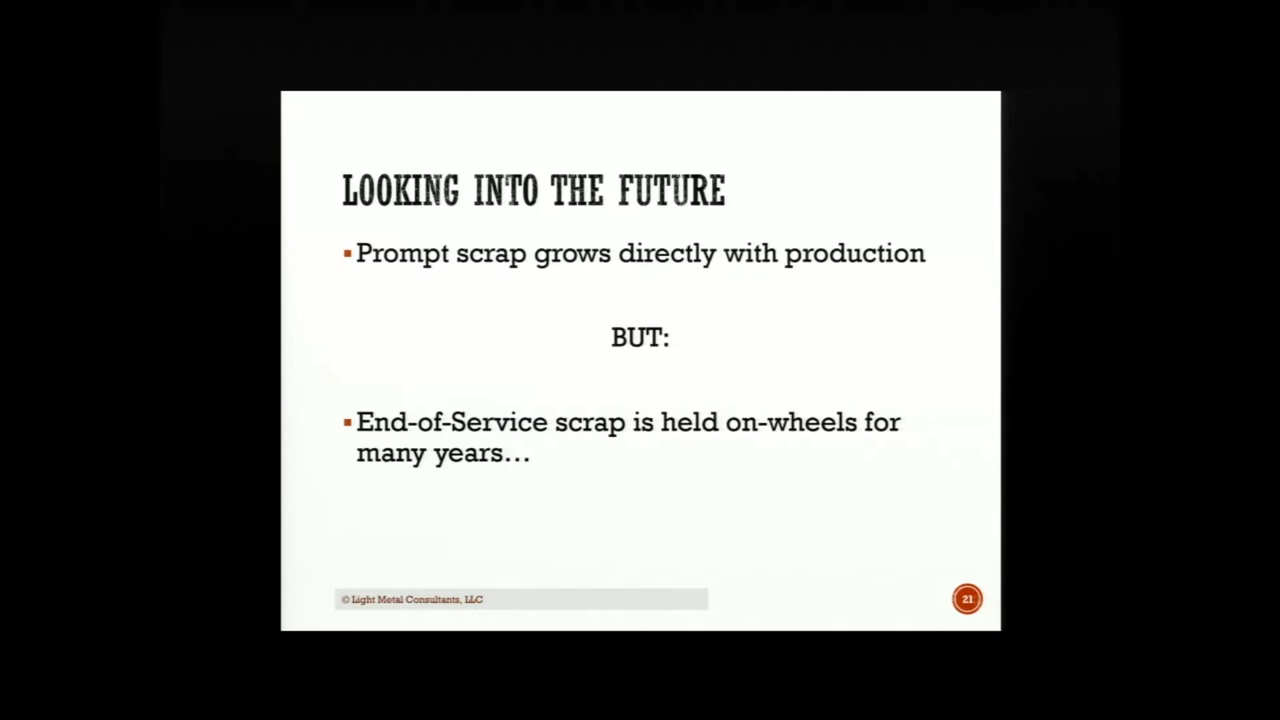 LOOKING INTO THE FUTURE
▪ Prompt scrap grows directly with production
BUT:
▪ End-of-Service scrap is held on-wheels for
many years…
© Light Metal Consultants, LLC
21